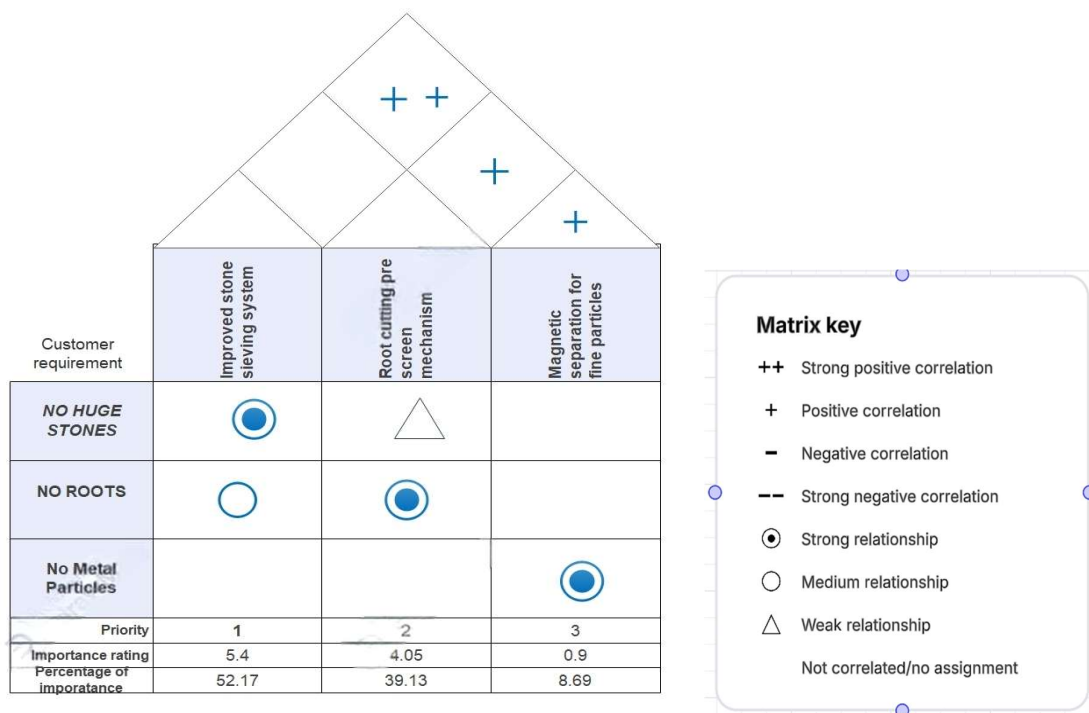 ++
+
+
Improved stone
sieving system
Root cutting pre
screen
mechanism
Magnetic
separation for
fine particles
Customer
requirement
NO HUGE
STONES
NO ROOTS
No Metal
Particles
Priority 1 2 3
Importance rating 5.4 4.05 0.9
Percentage of
imporatance 52.17 39.13 8.69
Matrix key
++ Strong positive correlation
+ Positive correlation
- Negative correlation
-- Strong negative correlation
Strong relationship
Medium relationship
Weak relationship
Not correlated/no assignment